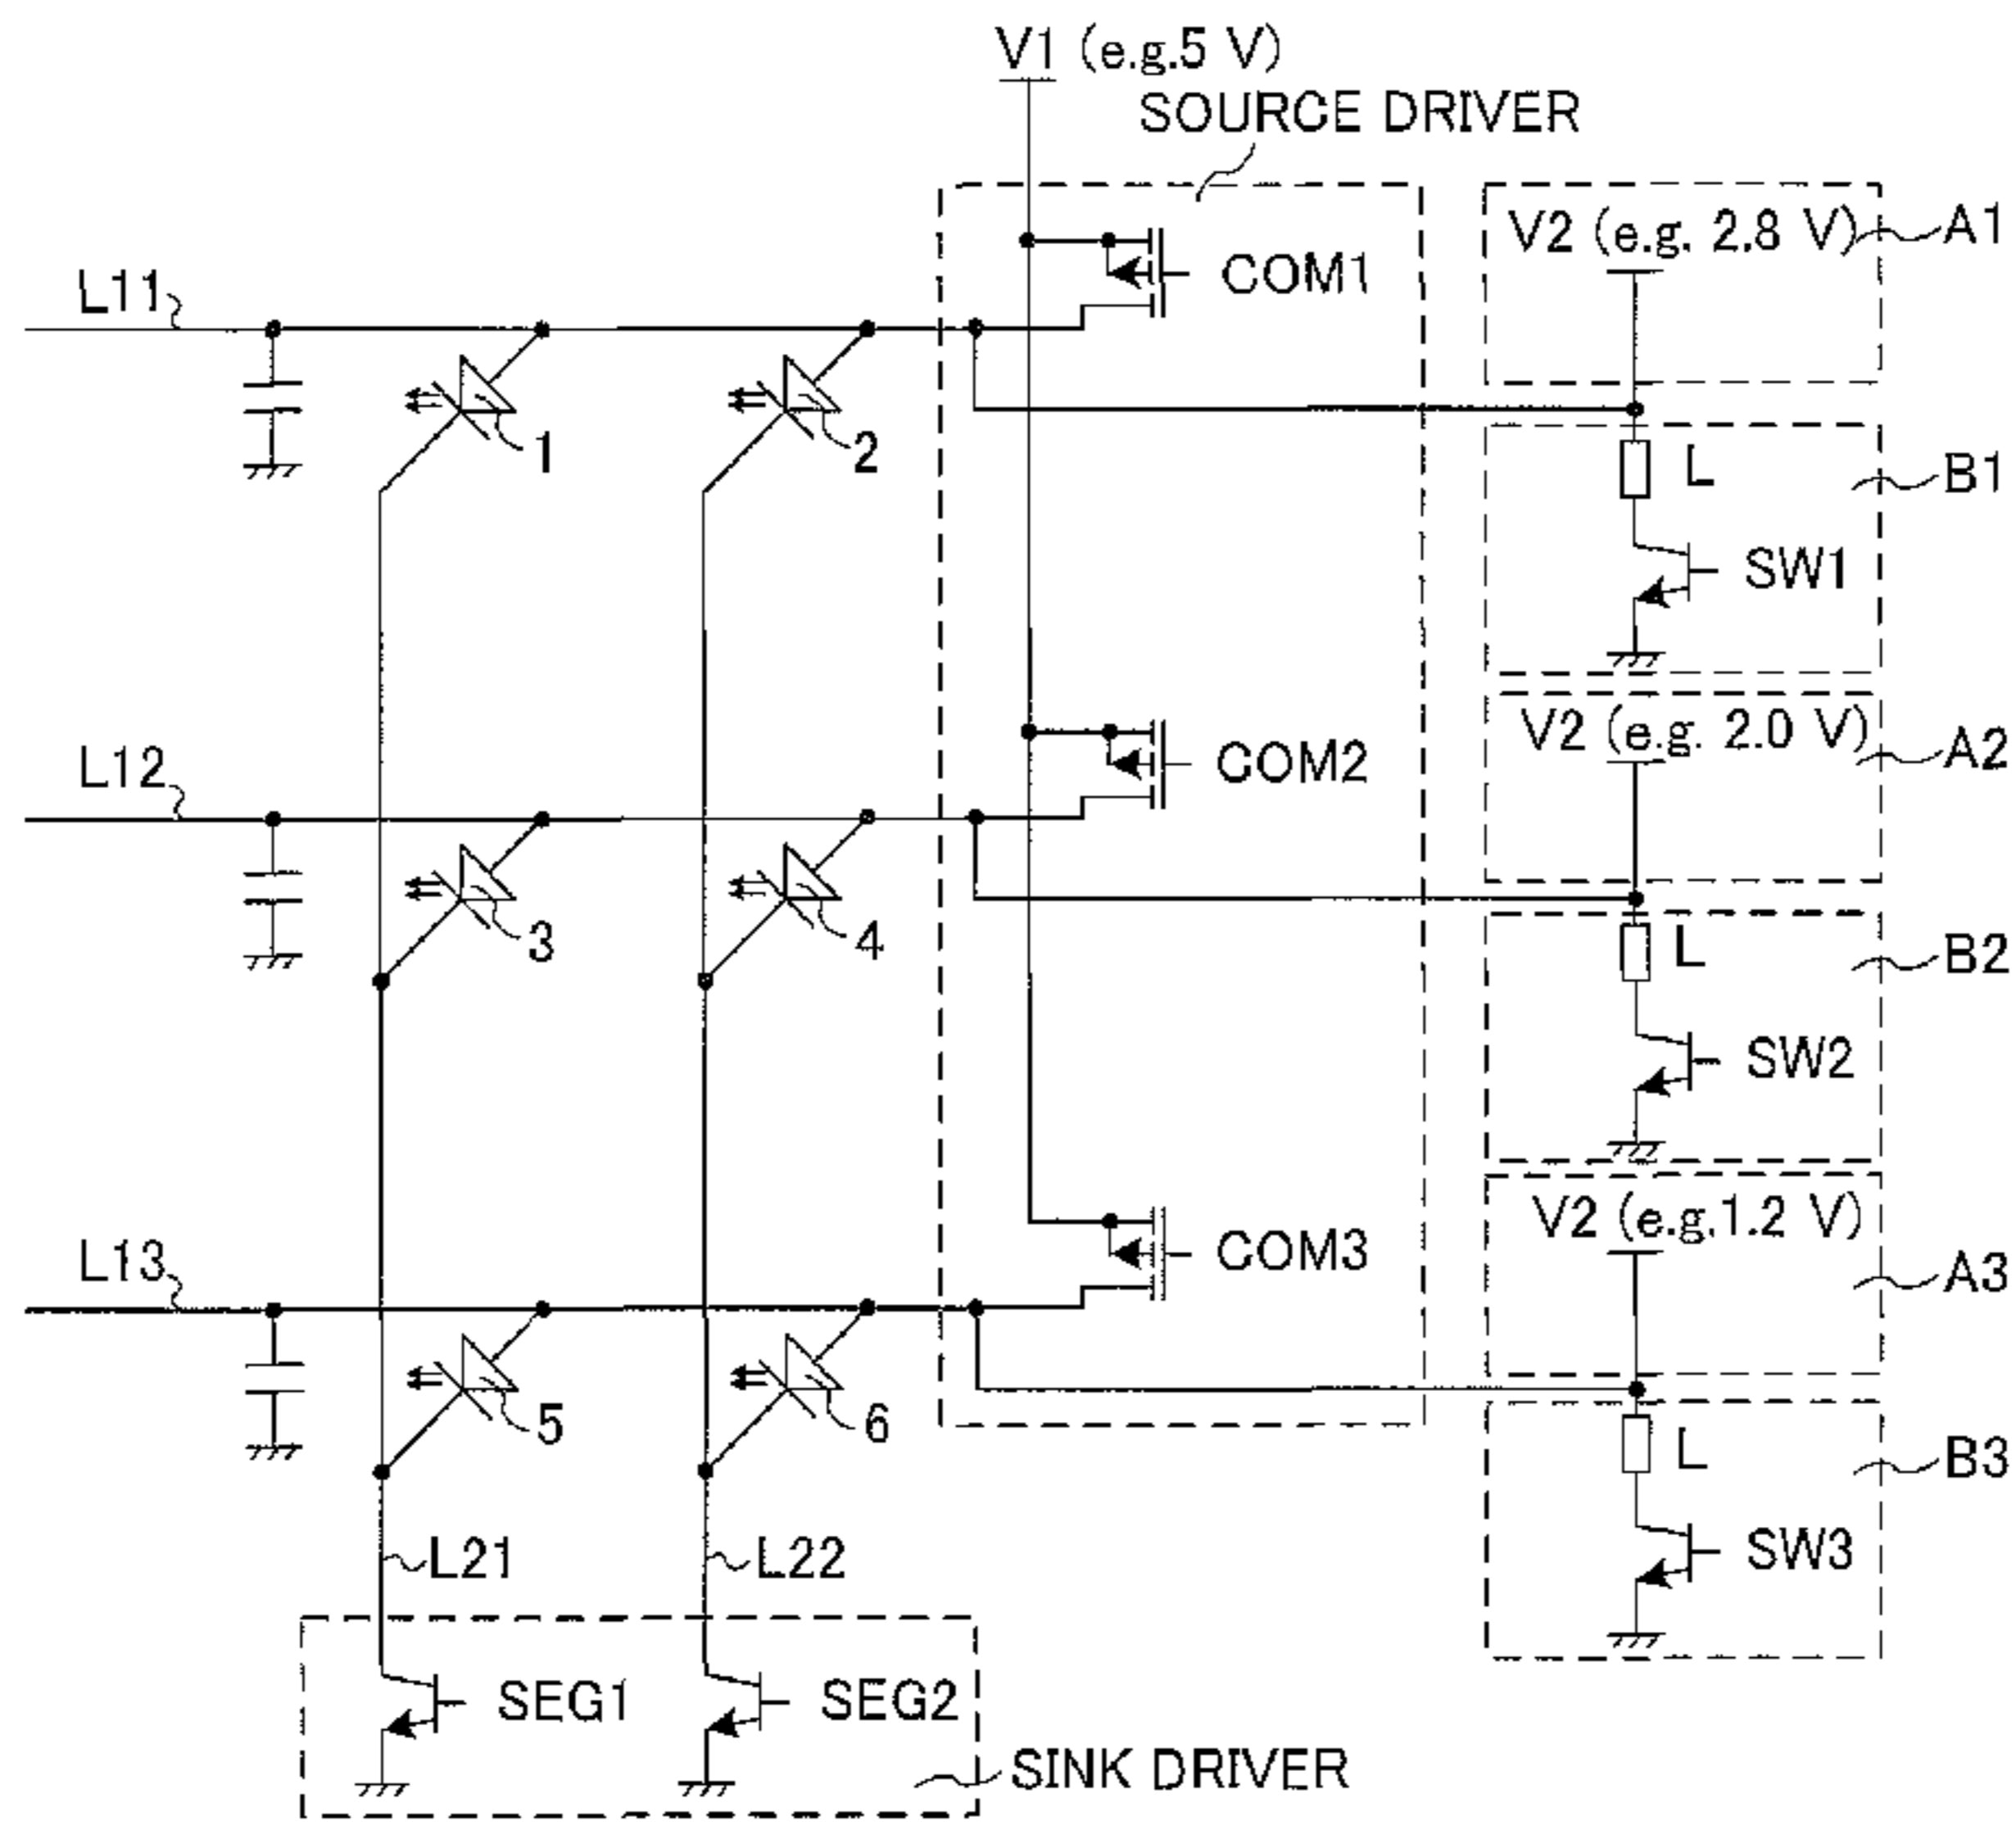 V1 (e.g.5 V)
SOURCE DRIVER
V2 (e.g. 2.8 V)
A1
COM1
L11
1
2
L
B1
SW1
V2 (e.g. 2.0 V)
A2
COM2
L12
3
4
L
B2
SW2
V2 (e.g.1.2 V)
A3
COM3
L13
5
6
L
B3
SW3
L21
L22
SEG1
SEG2
SINK DRIVER